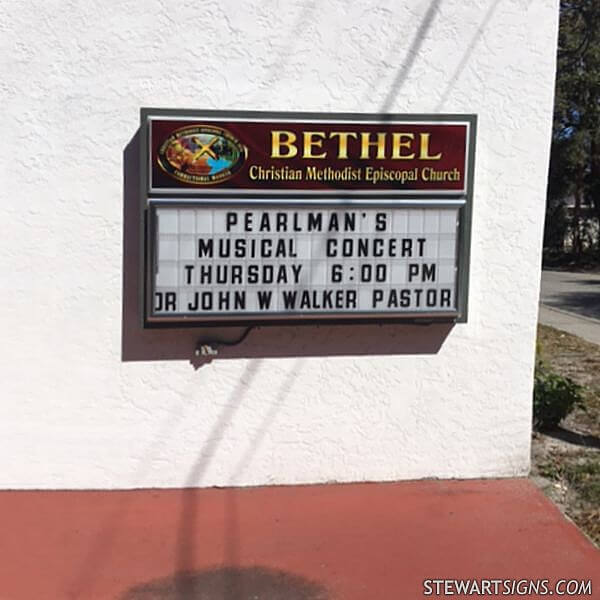 BETHEL
Christian Methodist Episcopal Church
PEARLMAN'S
MUSICAL CONCERT
THURSDAY 6:00 PM
DR JOHN W WALKER PASTOR
STEWARTSIGNS.COM